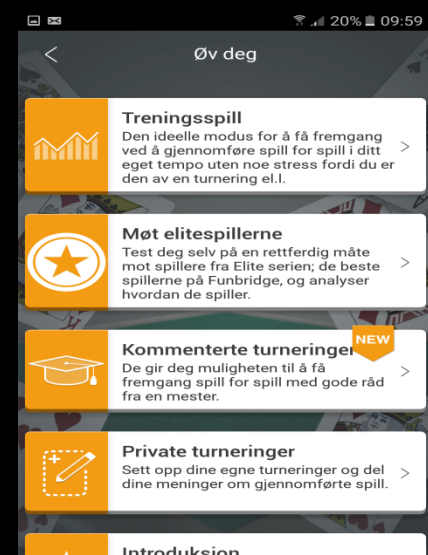 20% 09:59
Øv deg
Treningsspill
Den ideelle modus for å få fremgang
ved å gjennomføre spill for spill i ditt
eget tempo uten noe stress fordi du er
den av en turnering el.l.
Møt elitespillerne
Test deg selv på en rettferdig måte
mot spillere fra Elite serien; de beste
spillerne på Funbridge, og analyser
hvordan de spiller.
NEW
Kommenterte turneringer
De gir deg muligheten til å få
fremgang spill for spill med gode råd
fra en mester.
Private turneringer
Sett opp dine egne turneringer og del
dine meninger om gjennomførte spill.
Introduksjon